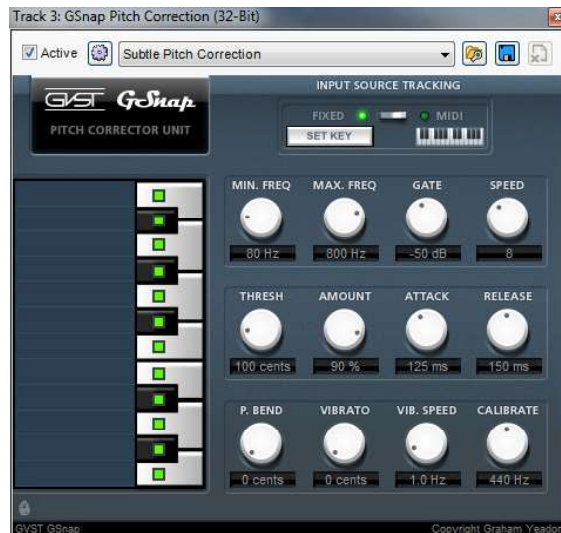 Track 3: GSnap Pitch Correction (32-Bit)
Active Subtle Pitch Correction
GVST GSnap
PITCH CORRECTOR UNIT
INPUT SOURCE TRACKING
FIXED MIDI
SET KEY
MIN. FREQ MAX. FREQ GATE SPEED
80 Hz 800 Hz -50 dB 8
THRESH AMOUNT ATTACK RELEASE
100 cents 90 % 125 ms 150 ms
P. BEND VIBRATO VIB. SPEED CALIBRATE
0 cents 0 cents 1.0 Hz 440 Hz
GVST GSnap Copyright Graham Yeadon